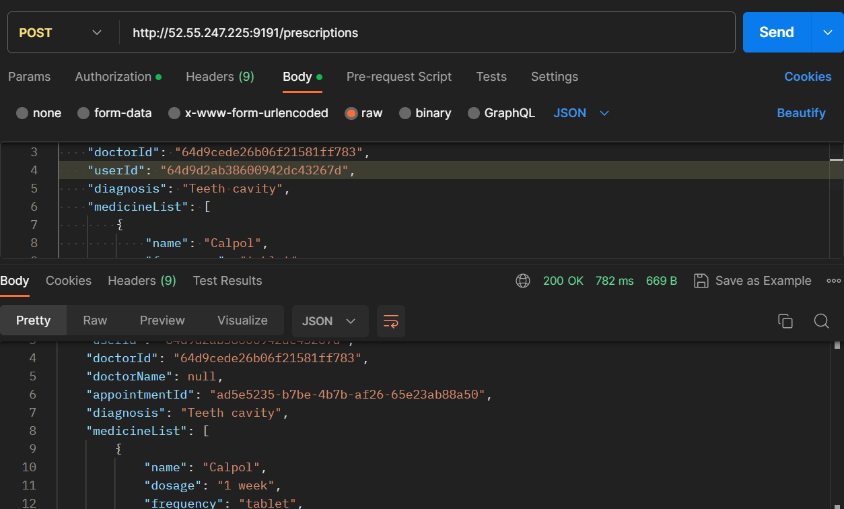 POST http://52.55.247.225:9191/prescriptions Send
Params Authorization Headers (9) Body Pre-request Script Tests Settings Cookies
none form-data x-www-form-urlencoded raw binary GraphQL JSON Beautify
3 "doctorId": "64d9cede26b06f21581ff783",
4 "userId": "64d9d2ab38600942dc43267d",
5 "diagnosis": "Teeth cavity",
6 "medicineList": [
7 {
8 "name": "Calpol",
Body Cookies Headers (9) Test Results 200 OK 782 ms 669 B Save as Example
Pretty Raw Preview Visualize JSON
4 "doctorId": "64d9cede26b06f21581ff783",
5 "doctorName": null,
6 "appointmentId": "ad5e5235-b7be-4b7b-af26-65e23ab88a50",
7 "diagnosis": "Teeth cavity",
8 "medicineList": [
9 {
10 "name": "Calpol",
11 "dosage": "1 week",
12 "frequency": "tablet",